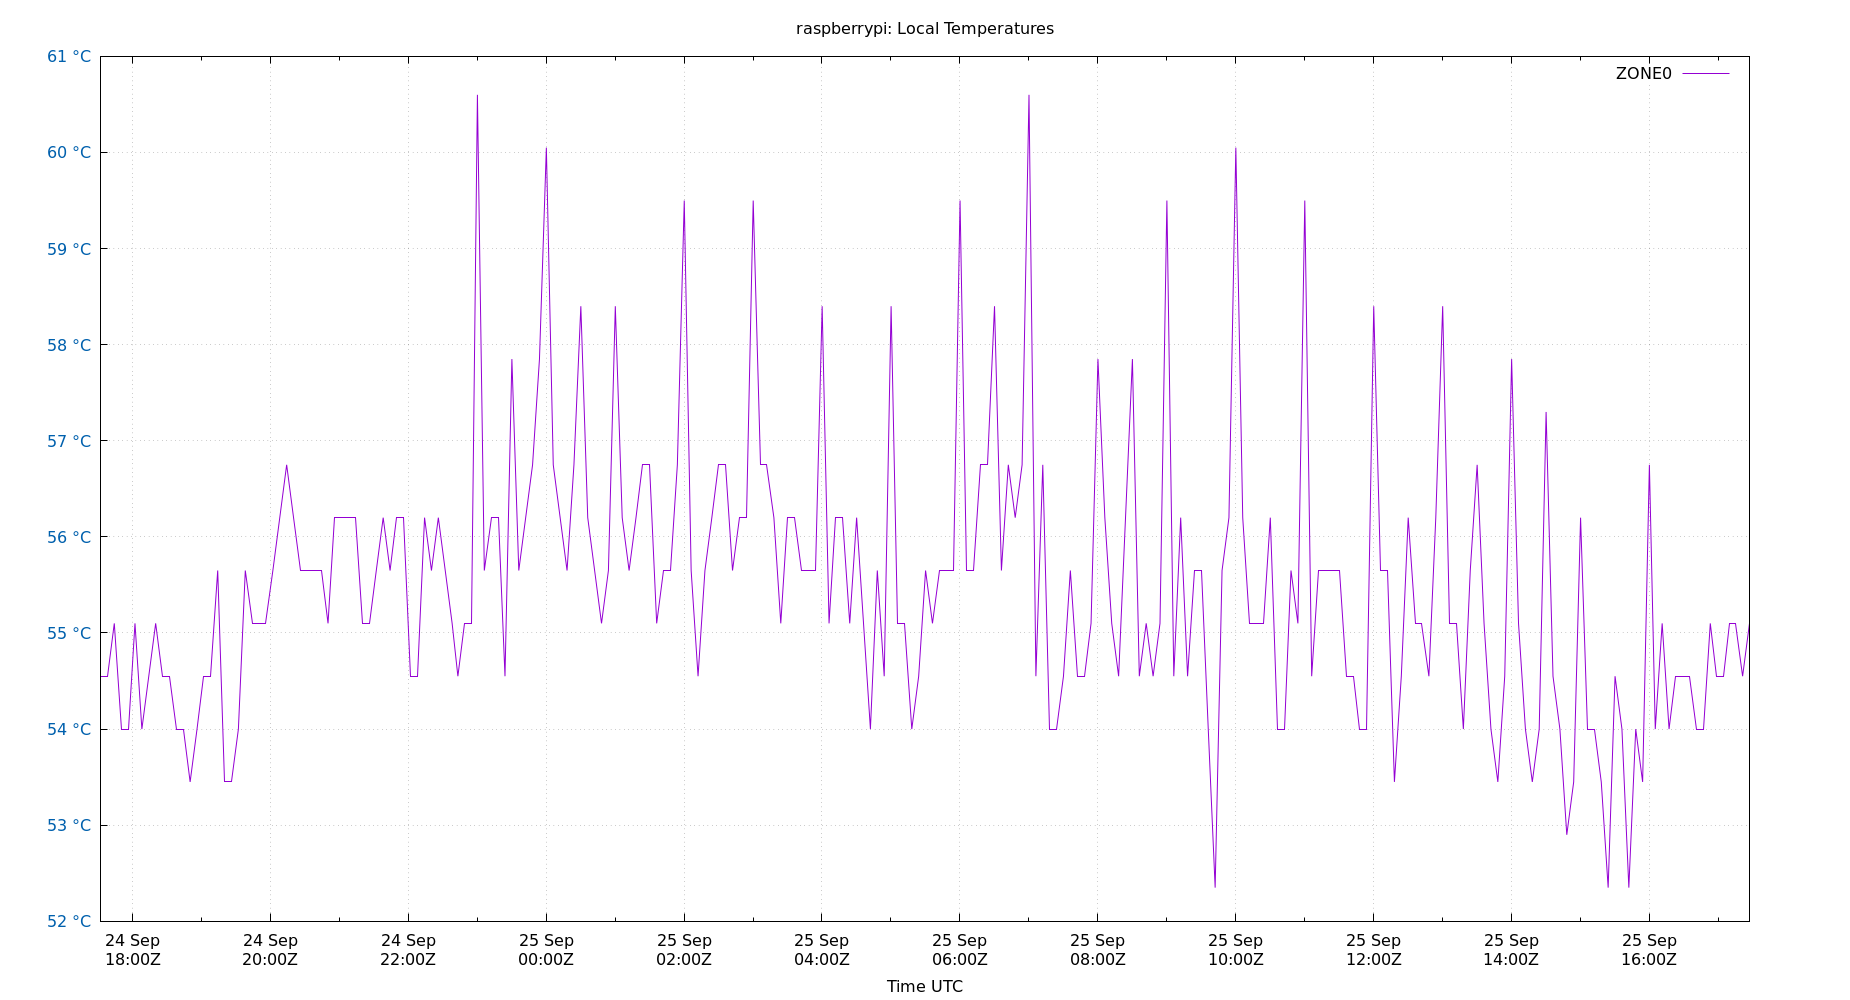 raspberrypi: Local Temperatures
61 °C
60 °C
59 °C
58 °C
57 °C
56 °C
55 °C
54 °C
53 °C
52 °C
ZONE0
24 Sep
18:00Z
24 Sep
20:00Z
24 Sep
22:00Z
25 Sep
00:00Z
25 Sep
02:00Z
25 Sep
04:00Z
25 Sep
06:00Z
25 Sep
08:00Z
25 Sep
10:00Z
25 Sep
12:00Z
25 Sep
14:00Z
25 Sep
16:00Z
Time UTC